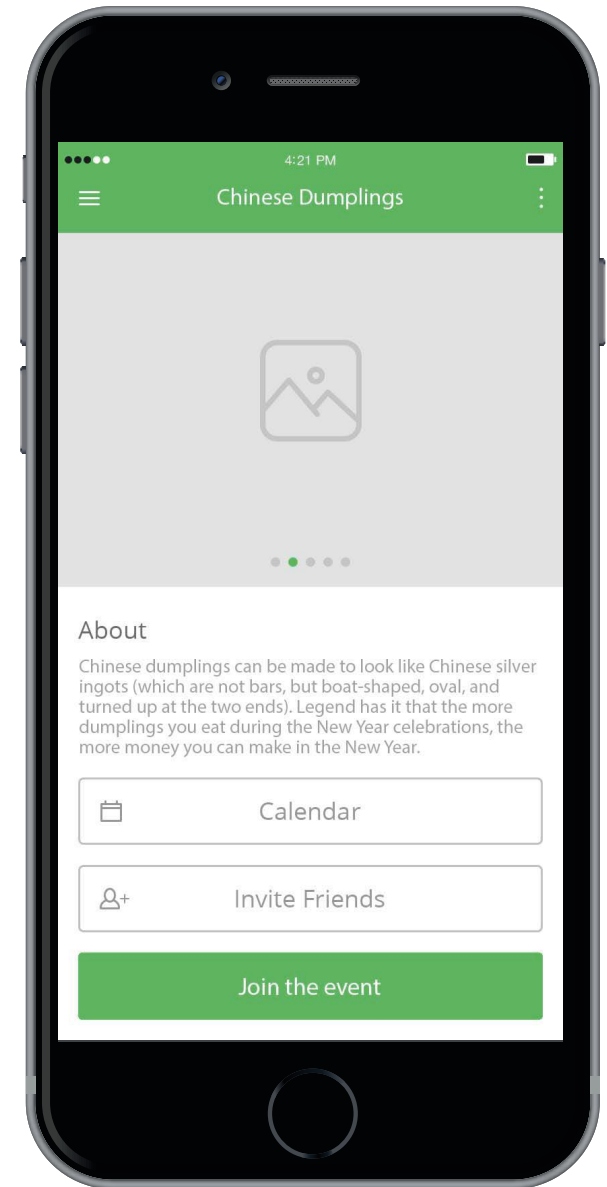 4:21 PM
Chinese Dumplings
About
Chinese dumplings can be made to look like Chinese silver
ingots (which are not bars, but boat-shaped, oval, and
turned up at the two ends). Legend has it that the more
dumplings you eat during the New Year celebrations, the
more money you can make in the New Year.
Calendar
Invite Friends
Join the event